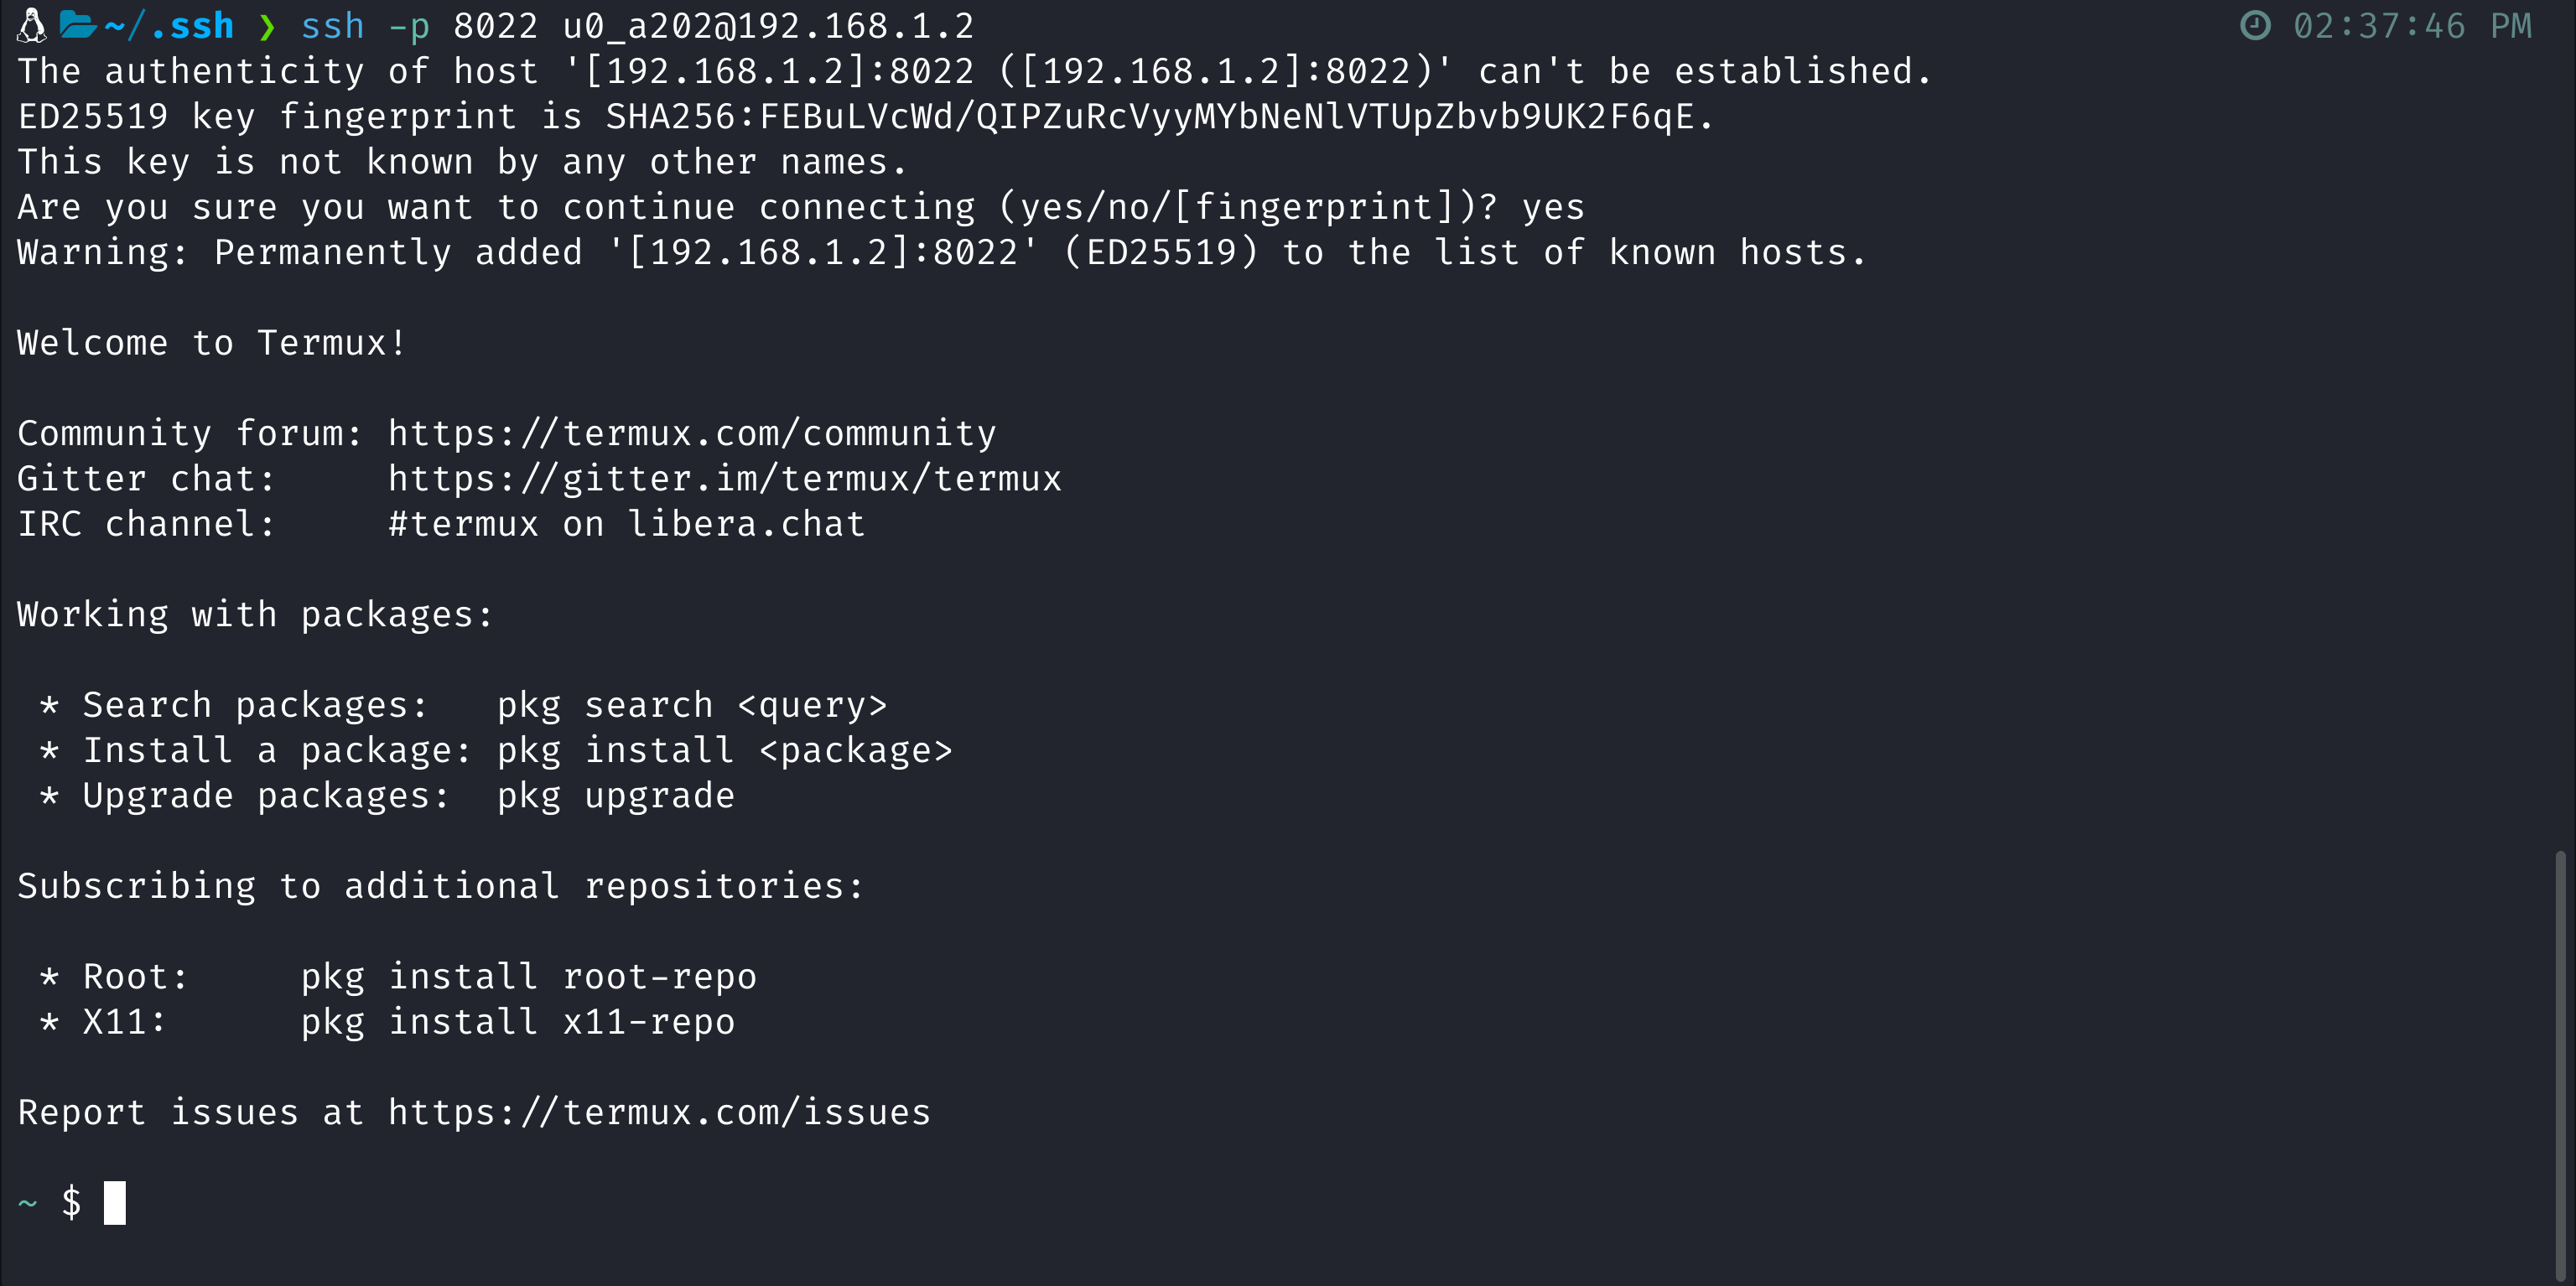 ~/.ssh ❯ ssh -p 8022 u0_a202@192.168.1.2 02:37:46 PM
The authenticity of host '[192.168.1.2]:8022 ([192.168.1.2]:8022)' can't be established.
ED25519 key fingerprint is SHA256:FEBuLVcWd/QIPZuRcVyyMYbNeNlVTUpZbvb9UK2F6qE.
This key is not known by any other names.
Are you sure you want to continue connecting (yes/no/[fingerprint])? yes
Warning: Permanently added '[192.168.1.2]:8022' (ED25519) to the list of known hosts.
Welcome to Termux!
Community forum: https://termux.com/community
Gitter chat:     https://gitter.im/termux/termux
IRC channel:     #termux on libera.chat
Working with packages:
 * Search packages:   pkg search <query>
 * Install a package: pkg install <package>
 * Upgrade packages:  pkg upgrade
Subscribing to additional repositories:
 * Root:     pkg install root-repo
 * X11:      pkg install x11-repo
Report issues at https://termux.com/issues
~ $